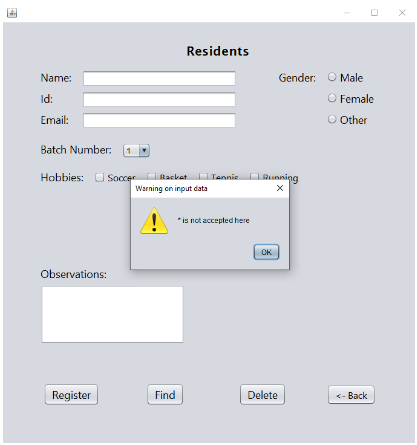 Residents
Name:
Gender:
Male
Id:
Female
Email:
Other
Batch Number:
1
Hobbies:
Soccer
Basket
Tennis
Running
Warning on input data
* is not accepted here
OK
Observations:
Register
Find
Delete
<- Back